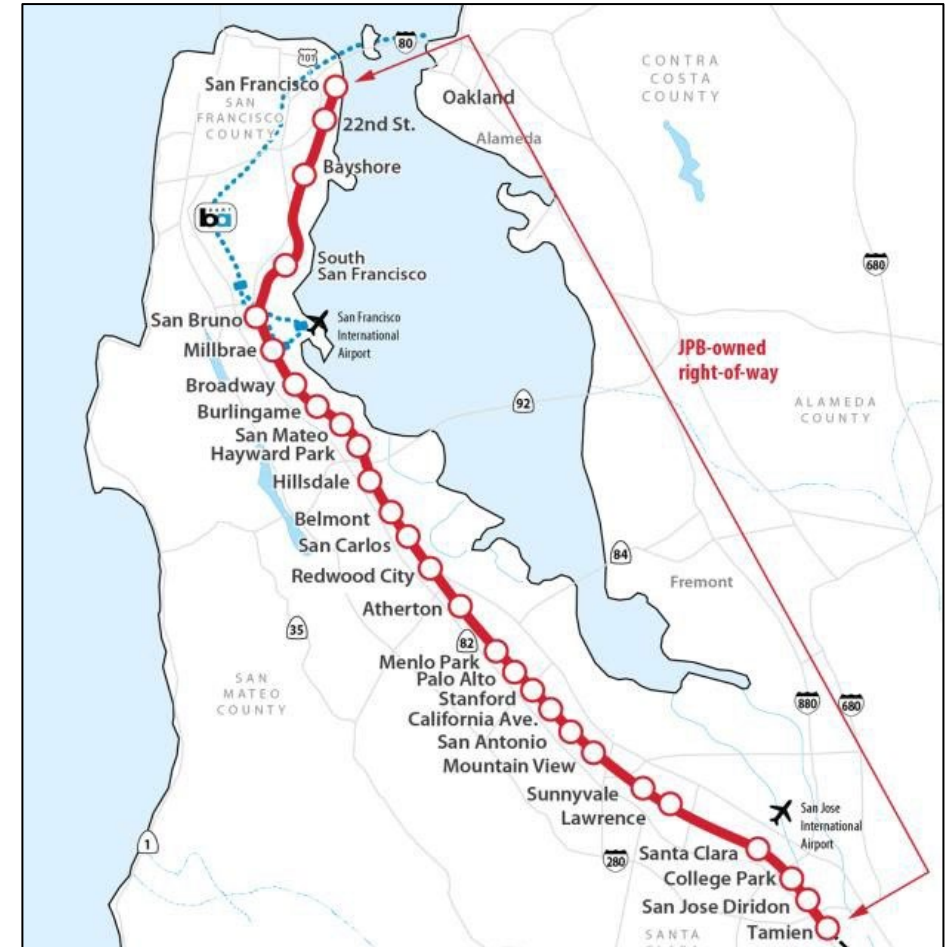 101
80
San Francisco
SAN
FRANCISCO
COUNTY
22nd St.
Bayshore
Oakland
Alameda
CONTRA
COSTA
COUNTY
ba
680
South
San Francisco
San Bruno
San Francisco
International
Airport
Millbrae
Broadway
Burlingame
San Mateo
Hayward Park
Hillsdale
Belmont
San Carlos
Redwood City
Atherton
92
JPB-owned
right-of-way
ALAMEDA
COUNTY
84
Fremont
35
82
SAN
MATEO
COUNTY
Menlo Park
Palo Alto
Stanford
California Ave.
San Antonio
Mountain View
Sunnyvale
Lawrence
880
680
San Jose
International
Airport
1
280
Santa Clara
College Park
San Jose Diridon
Tamien
SANTA